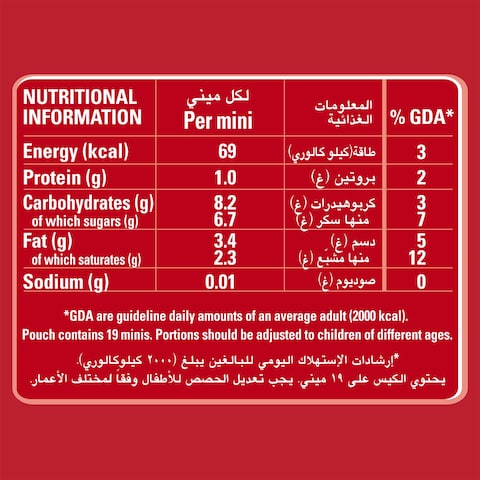 NUTRITIONAL INFORMATION | لكل ميني Per mini | المعلومات الغذائية | % GDA*
Energy (kcal) | 69 | طاقة(كيلو كالوري) | 3
Protein (g) | 1.0 | بروتين (غ) | 2
Carbohydrates (g) | 8.2 | كربوهيدرات (غ) | 3
of which sugars (g) | 6.7 | منها سكر (غ) | 7
Fat (g) | 3.4 | دسم (غ) | 5
of which saturates (g) | 2.3 | منها مشبع (غ) | 12
Sodium (g) | 0.01 | صوديوم (غ) | 0
*GDA are guideline daily amounts of an average adult (2000 kcal).
Pouch contains 19 minis. Portions should be adjusted to children of different ages.
*إرشادات الإستهلاك اليومي للبالغين يبلغ (٢٠٠٠ كيلوكالوري).
يحتوي الكيس على ١٩ ميني. يجب تعديل الحصص للأطفال وفقاً لمختلف الأعمار.